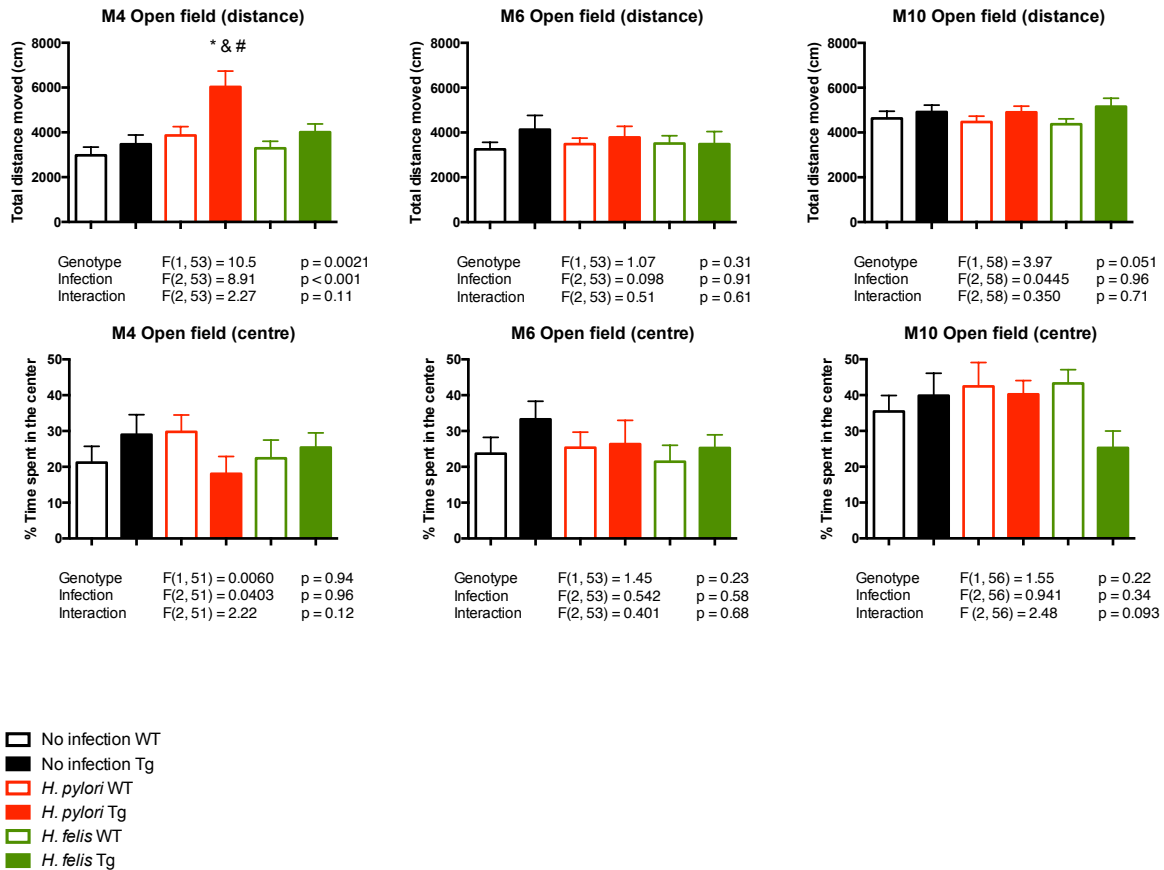 M4 Open field (distance)
Total distance moved (cm)
8000
6000
4000
2000
0
* & #
Genotype F(1, 53) = 10.5 p = 0.0021
Infection F(2, 53) = 8.91 p < 0.001
Interaction F(2, 53) = 2.27 p = 0.11
M6 Open field (distance)
Total distance moved (cm)
8000
6000
4000
2000
0
Genotype F(1, 53) = 1.07 p = 0.31
Infection F(2, 53) = 0.098 p = 0.91
Interaction F(2, 53) = 0.51 p = 0.61
M10 Open field (distance)
Total distance moved (cm)
8000
6000
4000
2000
0
Genotype F(1, 58) = 3.97 p = 0.051
Infection F(2, 58) = 0.0445 p = 0.96
Interaction F(2, 58) = 0.350 p = 0.71
M4 Open field (centre)
% Time spent in the center
50
40
30
20
10
0
Genotype F(1, 51) = 0.0060 p = 0.94
Infection F(2, 51) = 0.0403 p = 0.96
Interaction F(2, 51) = 2.22 p = 0.12
M6 Open field (centre)
% Time spent in the center
50
40
30
20
10
0
Genotype F(1, 53) = 1.45 p = 0.23
Infection F(2, 53) = 0.542 p = 0.58
Interaction F(2, 53) = 0.401 p = 0.68
M10 Open field (centre)
% Time spent in the center
50
40
30
20
10
0
Genotype F(1, 56) = 1.55 p = 0.22
Infection F(2, 56) = 0.941 p = 0.34
Interaction F (2, 56) = 2.48 p = 0.093
No infection WT
No infection Tg
H. pylori WT
H. pylori Tg
H. felis WT
H. felis Tg